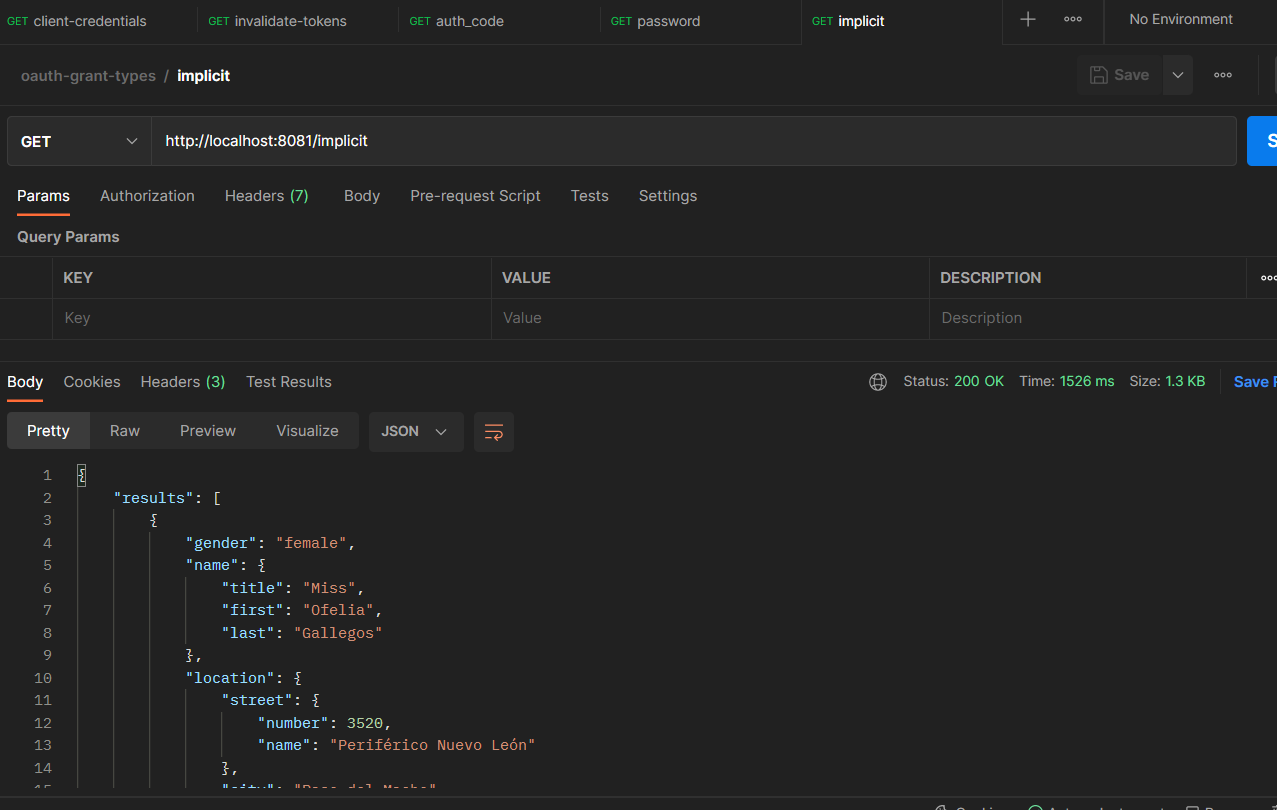 GET client-credentials GET invalidate-tokens GET auth_code GET password GET implicit No Environment
oauth-grant-types / implicit Save
GET http://localhost:8081/implicit
Params Authorization Headers (7) Body Pre-request Script Tests Settings
Query Params
KEY VALUE DESCRIPTION
Key Value Description
Body Cookies Headers (3) Test Results Status: 200 OK Time: 1526 ms Size: 1.3 KB Save
Pretty Raw Preview Visualize JSON
1 {
2 "results": [
3 {
4 "gender": "female",
5 "name": {
6 "title": "Miss",
7 "first": "Ofelia",
8 "last": "Gallegos"
9 },
10 "location": {
11 "street": {
12 "number": 3520,
13 "name": "Periférico Nuevo León"
14 },
15 "city":